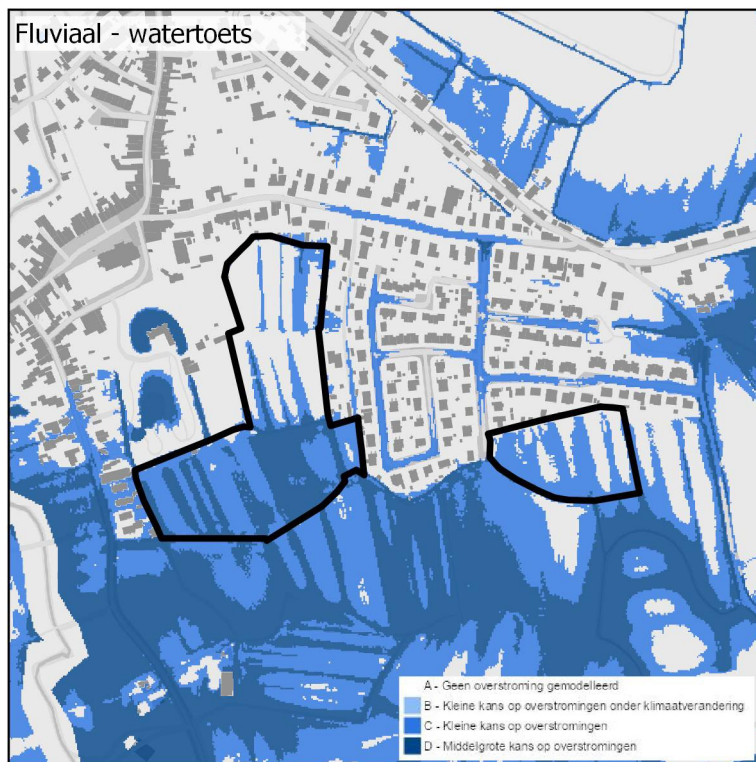 Fluviaal - watertoets
A - Geen overstroming gemodelleerd
B - Kleine kans op overstromingen onder klimaatverandering
C - Kleine kans op overstromingen
D - Middelgrote kans op overstromingen